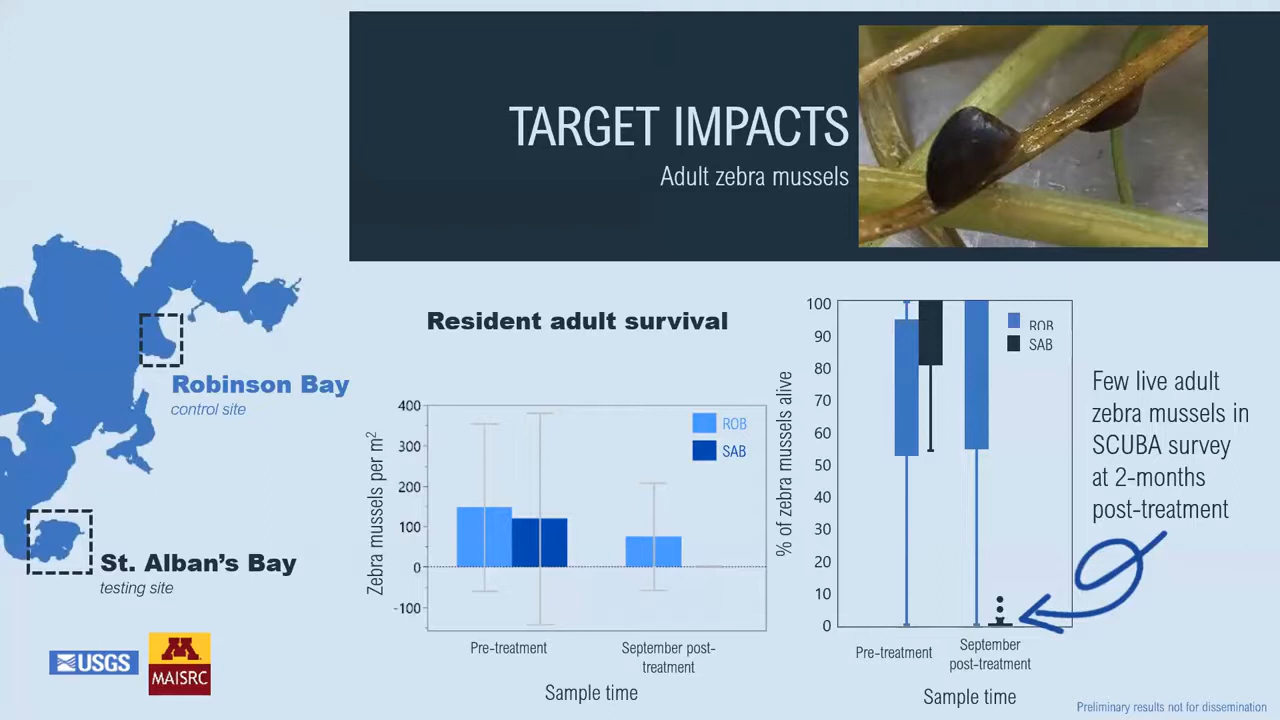 TARGET IMPACTS
Adult zebra mussels
Robinson Bay
control site
St. Alban's Bay
testing site
USGS
M
MAISRC
Resident adult survival
Zebra mussels per m²
400
300
200
100
0
-100
ROB
SAB
Pre-treatment
September post-
treatment
Sample time
% of zebra mussels alive
100
90
80
70
60
50
40
30
20
10
0
ROB
SAB
Pre-treatment
September
post-treatment
Sample time
Few live adult
zebra mussels in
SCUBA survey
at 2-months
post-treatment
Preliminary results not for dissemination